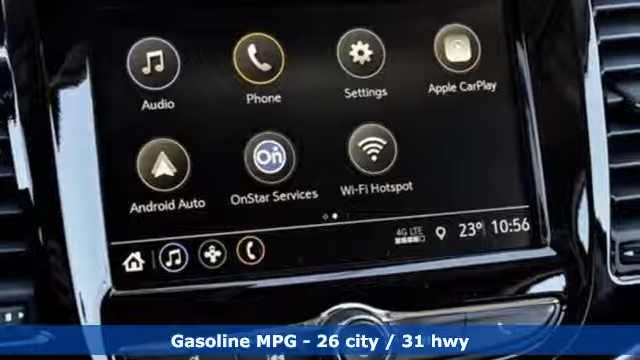 Audio
Phone
Settings
Apple CarPlay
Android Auto
On
OnStar Services
Wi-Fi Hotspot
4G LTE
23°
10:56
Gasoline MPG - 26 city / 31 hwy